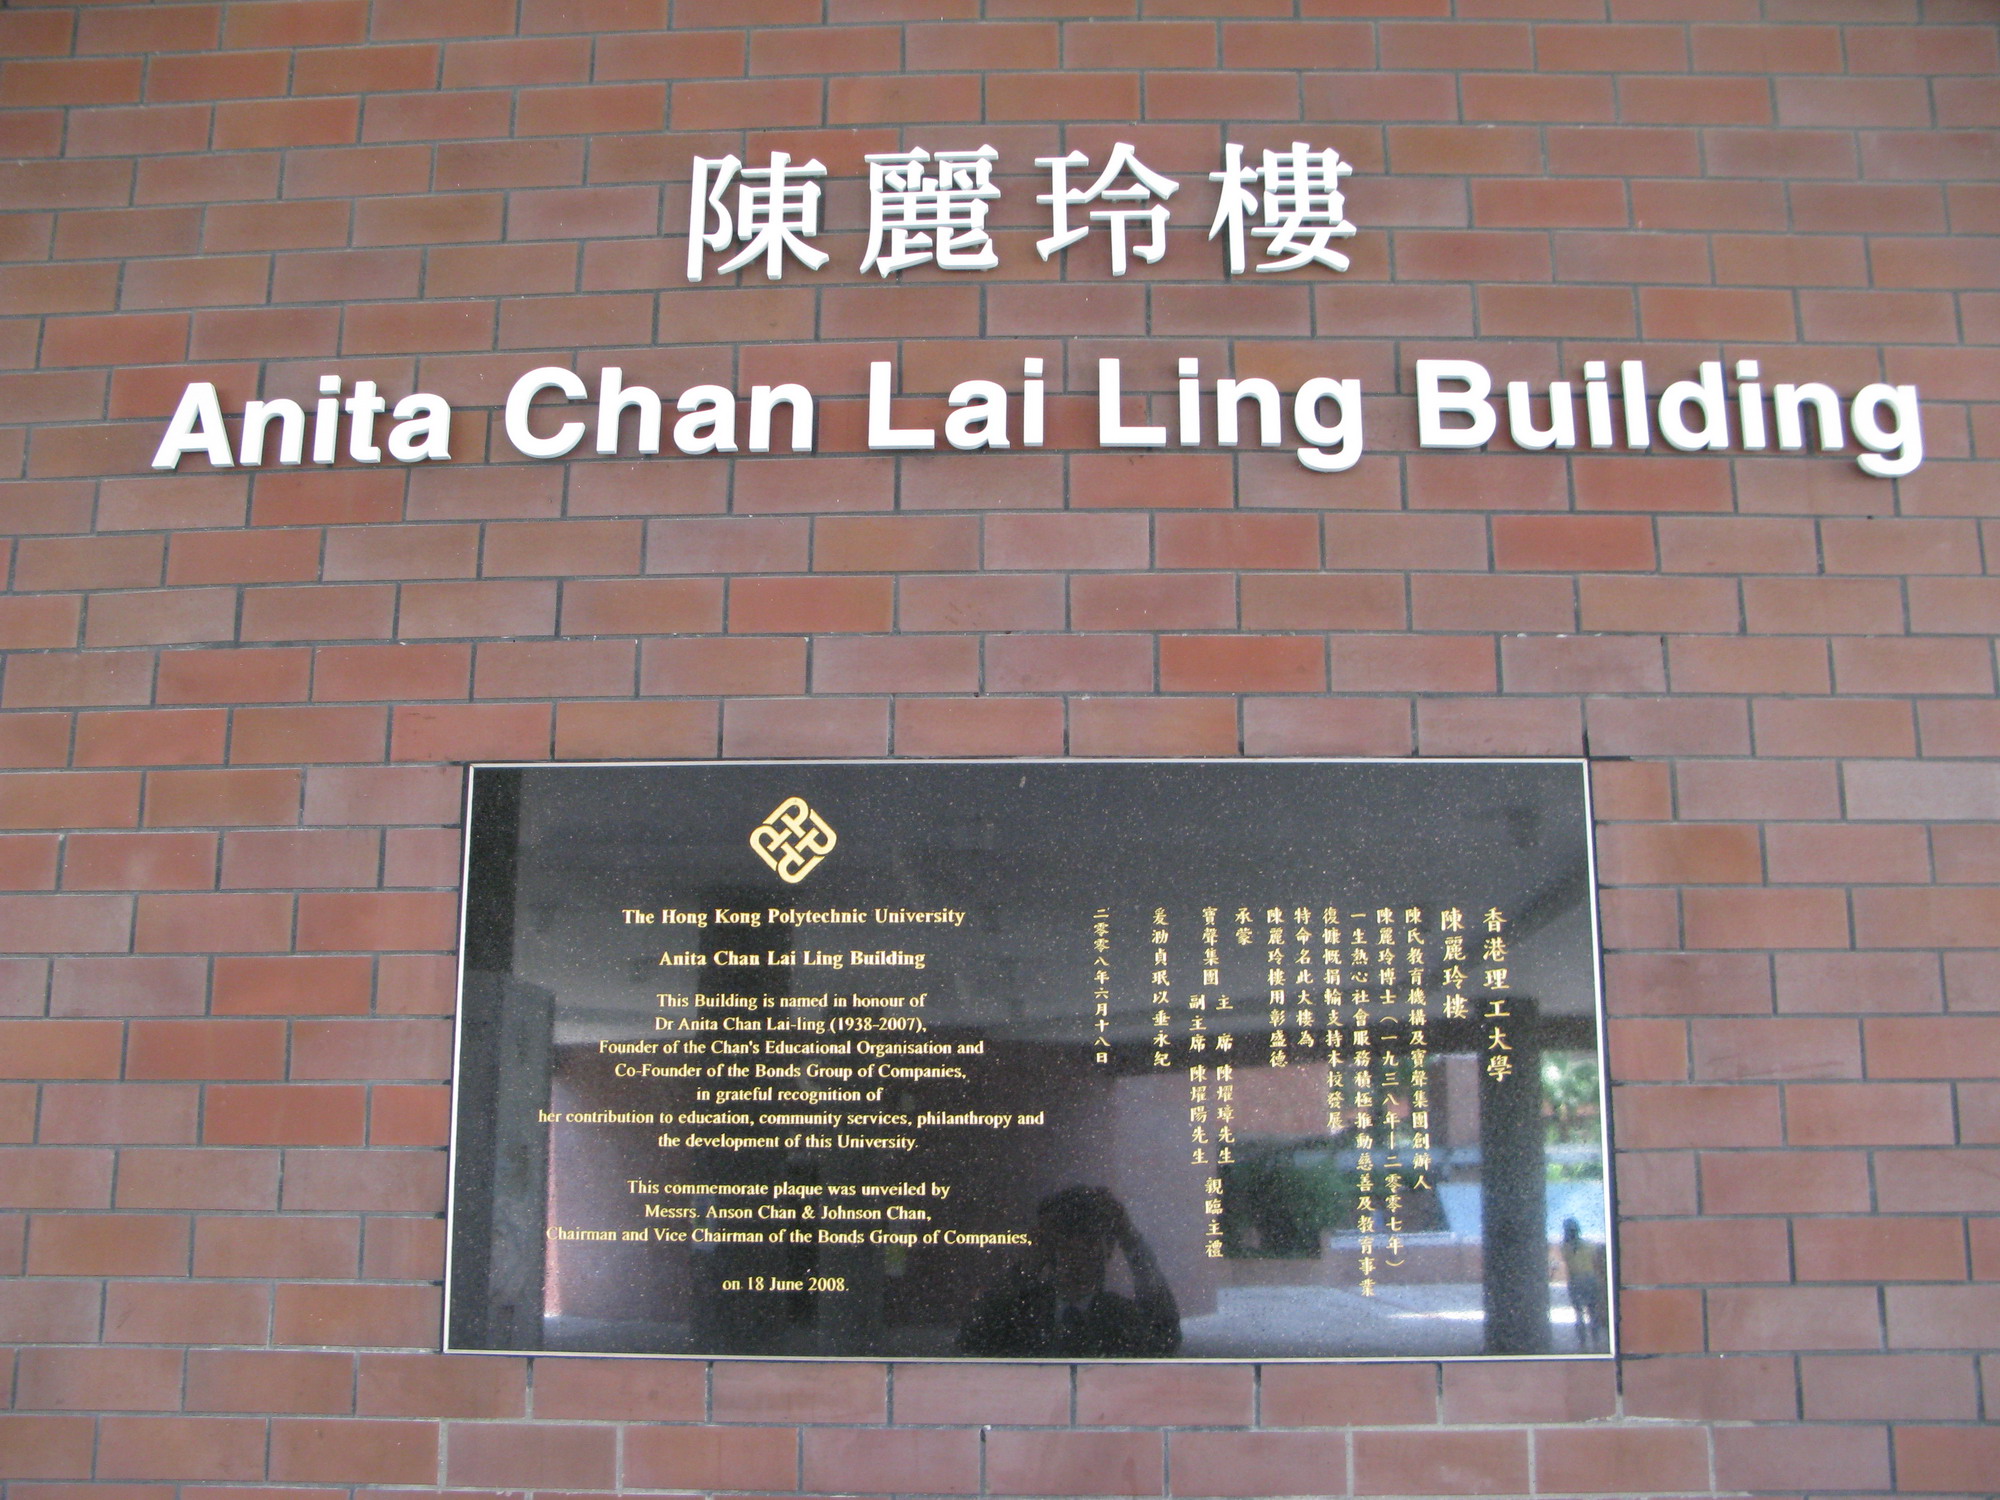 陳麗玲樓
Anita Chan Lai Ling Building
The Hong Kong Polytechnic University
Anita Chan Lai Ling Building
This Building is named in honour of
Dr Anita Chan Lai-ling (1938-2007),
Founder of the Chan's Educational Organisation and
Co-Founder of the Bonds Group of Companies,
in grateful recognition of
her contribution to education, community services, philanthropy and
the development of this University.
This commemorate plaque was unveiled by
Messrs. Anson Chan & Johnson Chan,
Chairman and Vice Chairman of the Bonds Group of Companies,
on 18 June 2008.
香港理工大學
陳麗玲樓
陳氏教育機構及寶聲集團創辦人
陳麗玲博士(一九三八年—二零零七年)
一生熱心社會服務積極推動慈善及教育事業
復慷慨捐輸支持本校發展
特命名此大樓為
陳麗玲樓用彰盛德
承蒙
寶聲集團 主席 陳燿璋先生
副主席 陳燿陽先生 親臨主禮
爰泐貞珉以垂永紀
二零零八年六月十八日